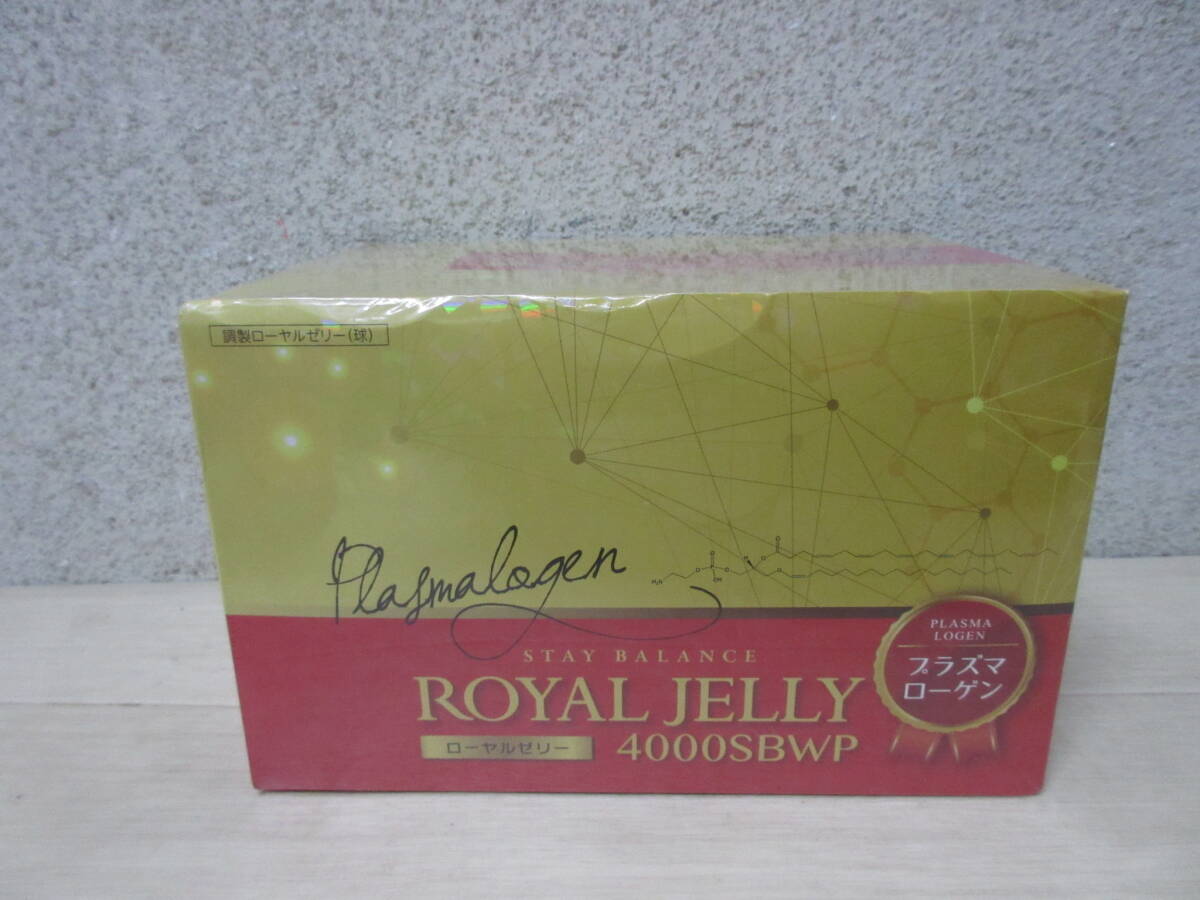 調製ローヤルゼリー(球)
Plasmalogen
H₂N
STAY BALANCE
ROYAL JELLY
ローヤルゼリー 4000SBWP
PLASMA
LOGEN
プラズマ
ローゲン